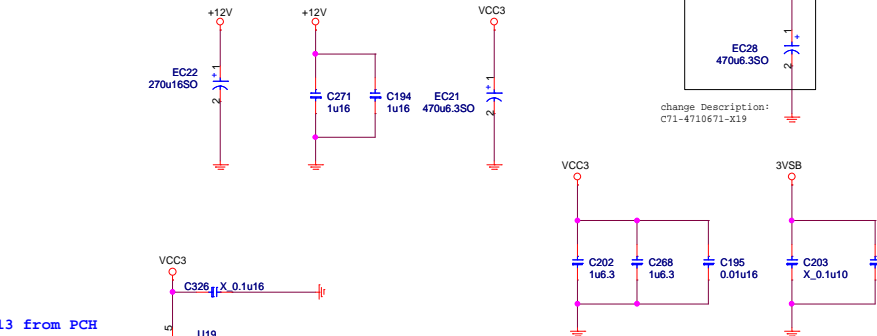 +12V
+12V
VCC3
EC22
270u16SO
+
1
2
C271
1u16
C194
1u16
EC21
470u6.3SO
+
1
2
EC28
470u6.3SO
+
1
2
change Description:
C71-4710671-X19
VCC3
3VSB
C202
1u6.3
C268
1u6.3
C195
0.01u16
C203
X_0.1u10
VCC3
C326
X_0.1u16
5
U19
13 from PCH